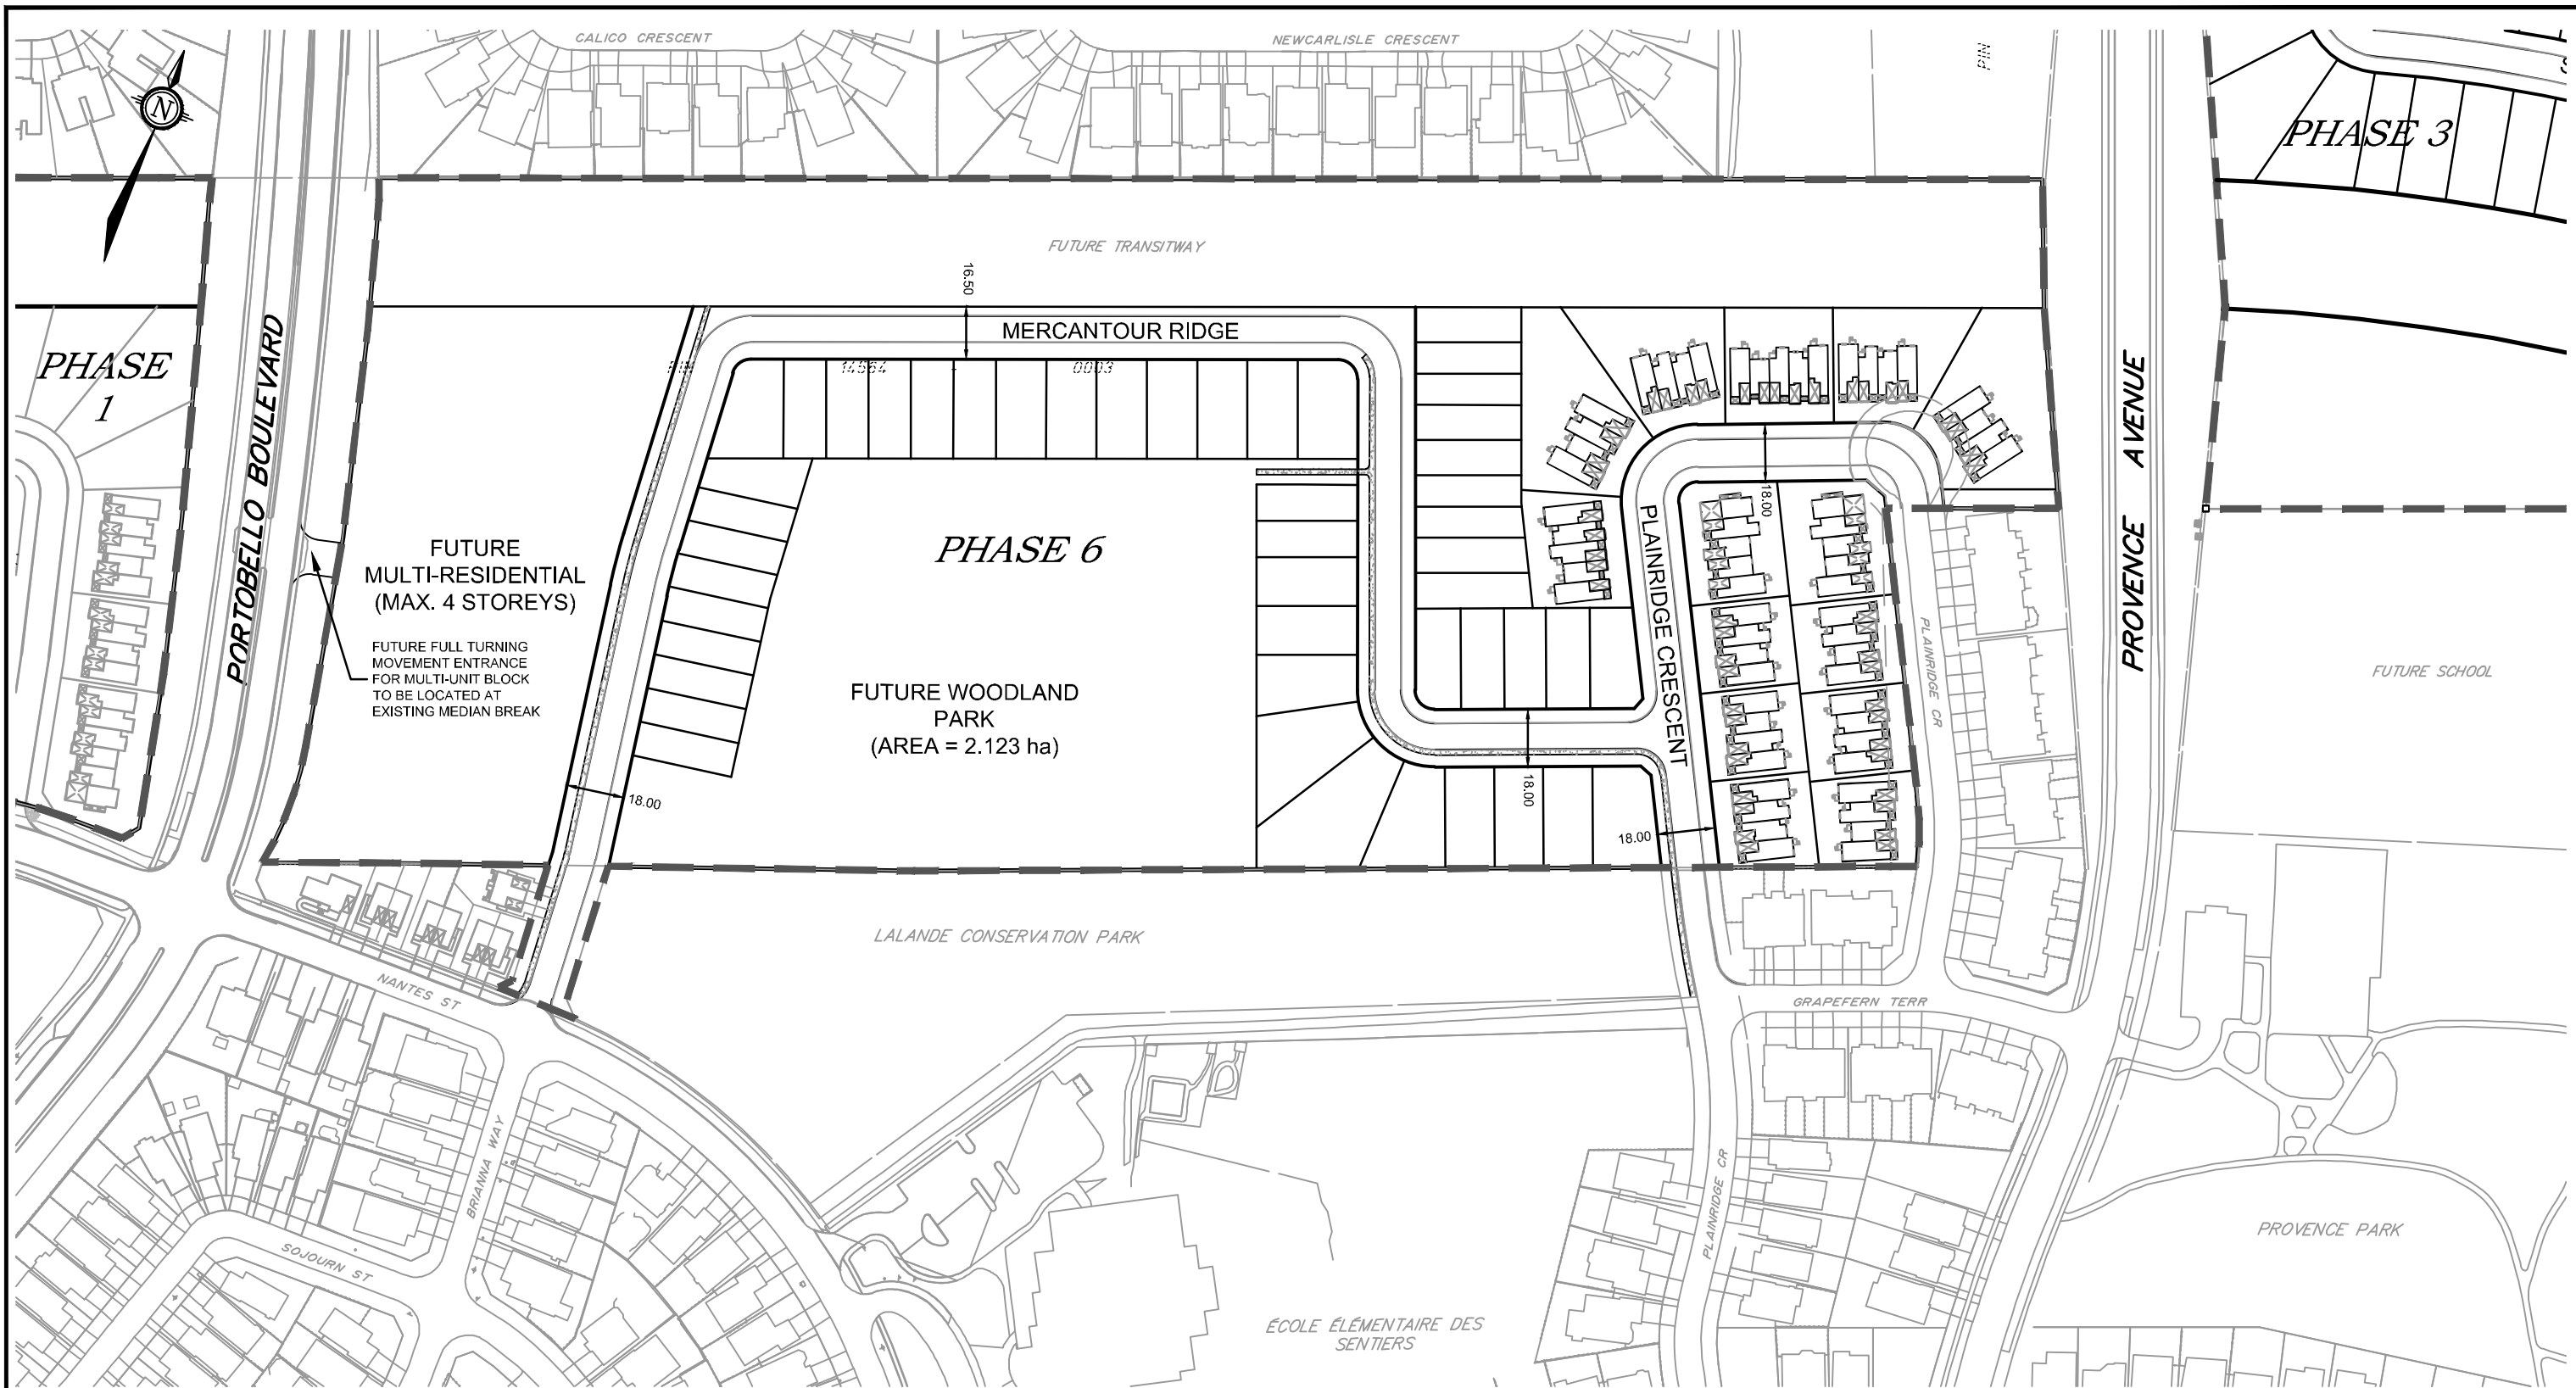 CALICO CRESCENT
NEWCARLISLE CRESCENT
PIN
N
PHASE 3
FUTURE TRANSITWAY
16.50
MERCANTOUR RIDGE
PHASE
1
PORTOBELLO BOULEVARD
PIN 14564 - 0003
PROVENCE AVENUE
18.00
FUTURE
MULTI-RESIDENTIAL
(MAX. 4 STOREYS)
PHASE 6
PLAINRIDGE CRESCENT
PLAINRIDGE CR
FUTURE FULL TURNING
MOVEMENT ENTRANCE
FOR MULTI-UNIT BLOCK
TO BE LOCATED AT
EXISTING MEDIAN BREAK
FUTURE WOODLAND
PARK
(AREA = 2.123 ha)
FUTURE SCHOOL
18.00
18.00
18.00
LALANDE CONSERVATION PARK
NANTES ST
GRAPEFERN TERR
BRIANNA WAY
PLAINRIDGE CR
SOJOURN ST
PROVENCE PARK
ÉCOLE ÉLÉMENTAIRE DES
SENTIERS